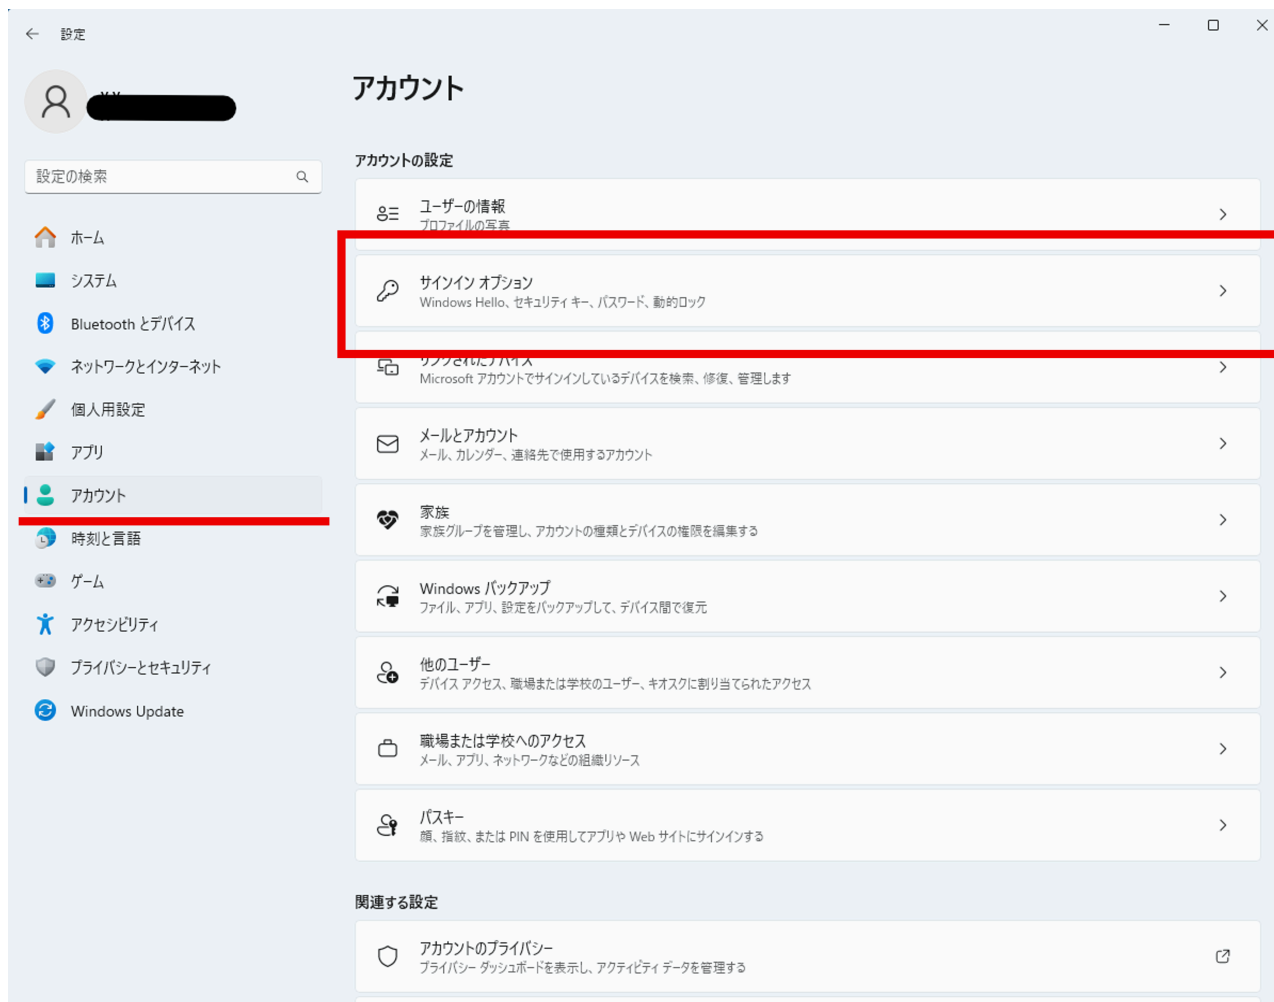 設定
アカウント
設定の検索
ホーム
システム
Bluetooth とデバイス
ネットワークとインターネット
個人用設定
アプリ
アカウント
時刻と言語
ゲーム
アクセシビリティ
プライバシーとセキュリティ
Windows Update
アカウントの設定
ユーザーの情報
プロファイルの写真
サインイン オプション
Windows Hello、セキュリティ キー、パスワード、動的ロック
リンクされたデバイス
Microsoft アカウントでサインインしているデバイスを検索、修復、管理します
メールとアカウント
メール、カレンダー、連絡先で使用するアカウント
家族
家族グループを管理し、アカウントの種類とデバイスの権限を編集する
Windows バックアップ
ファイル、アプリ、設定をバックアップして、デバイス間で復元
他のユーザー
デバイス アクセス、職場または学校のユーザー、キオスクに割り当てられたアクセス
職場または学校へのアクセス
メール、アプリ、ネットワークなどの組織リソース
パスキー
顔、指紋、または PIN を使用してアプリや Web サイトにサインインする
関連する設定
アカウントのプライバシー
プライバシー ダッシュボードを表示し、アクティビティ データを管理する